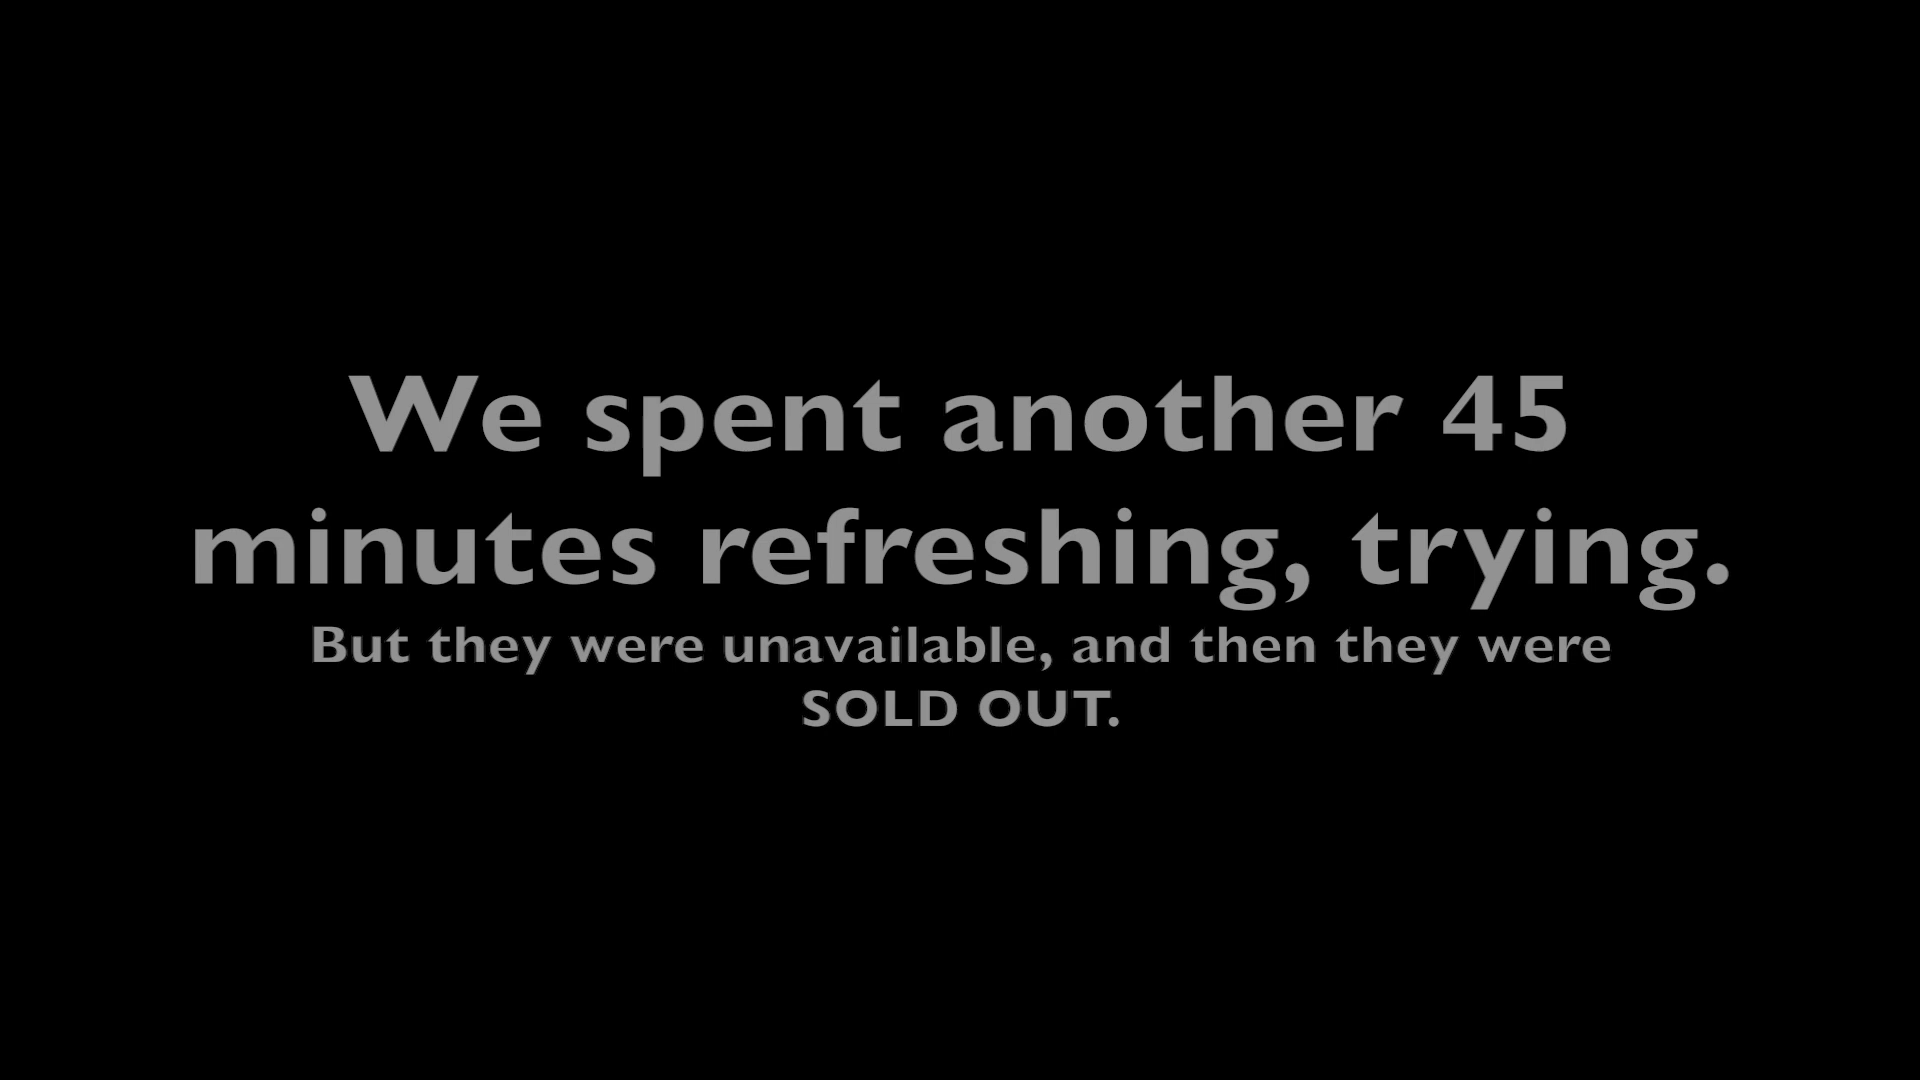 We spent another 45
minutes refreshing, trying.
But they were unavailable, and then they were
SOLD OUT.